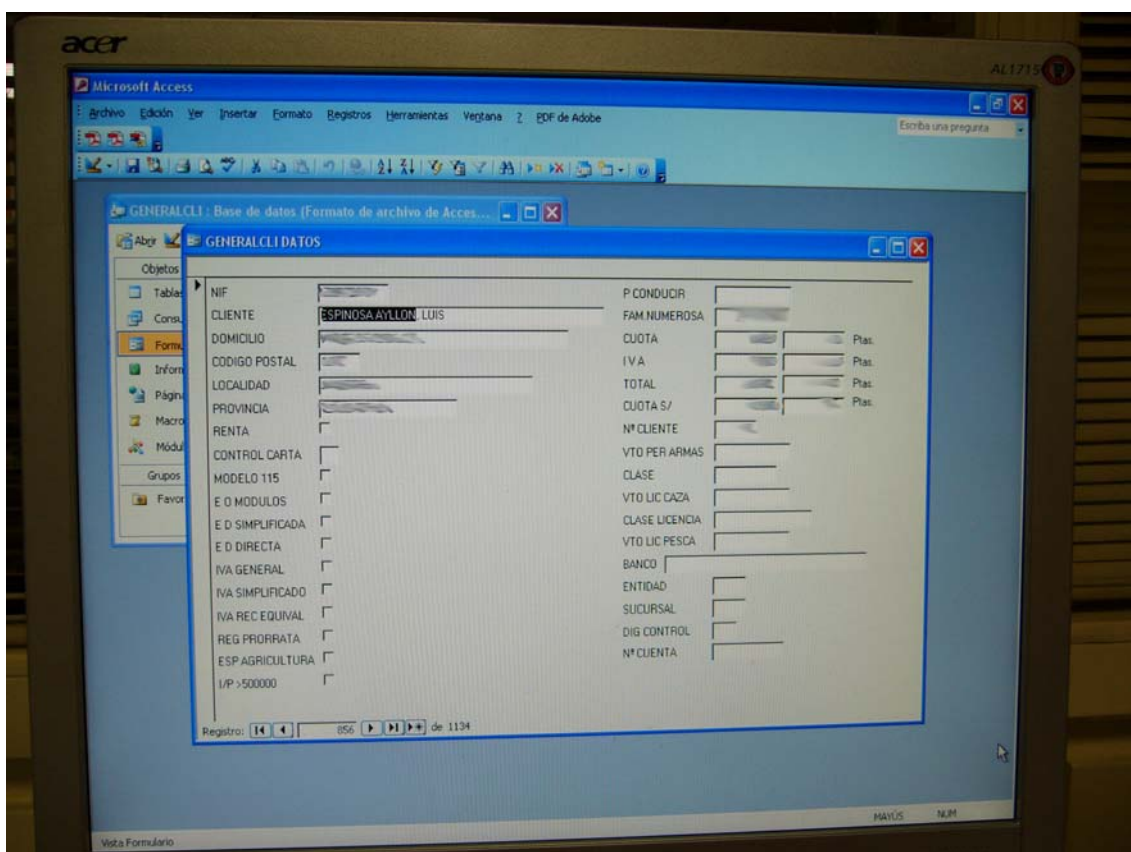 acer
AL1715
Microsoft Access
Archivo Edición Ver Insertar Formato Registros Herramientas Ventana ? PDF de Adobe
Escriba una pregunta
GENERALCLI : Base de datos (Formato de archivo de Acces...
Abrir
GENERALCLI DATOS
Objetos
Tablas
Consu
Formu
Inform
Página
Macro
Módul
Grupos
Favor
NIF
CLIENTE ESPINOSA AYLLON, LUIS
DOMICILIO
CODIGO POSTAL
LOCALIDAD
PROVINCIA
RENTA
CONTROL CARTA
MODELO 115
E O MODULOS
E D SIMPLIFICADA
E D DIRECTA
IVA GENERAL
IVA SIMPLIFICADO
IVA REC EQUIVAL
REG PRORRATA
ESP AGRICULTURA
I/P >500000
P CONDUCIR
FAM.NUMEROSA
CUOTA Ptas.
I V A Ptas.
TOTAL Ptas.
CUOTA S/ Ptas.
Nº CLIENTE
VTO PER ARMAS
CLASE
VTO LIC CAZA
CLASE LICENCIA
VTO LIC PESCA
BANCO
ENTIDAD
SUCURSAL
DIG CONTROL
Nº CUENTA
Registro: 856 de 1134
Vista Formulario MAYÚS NUM